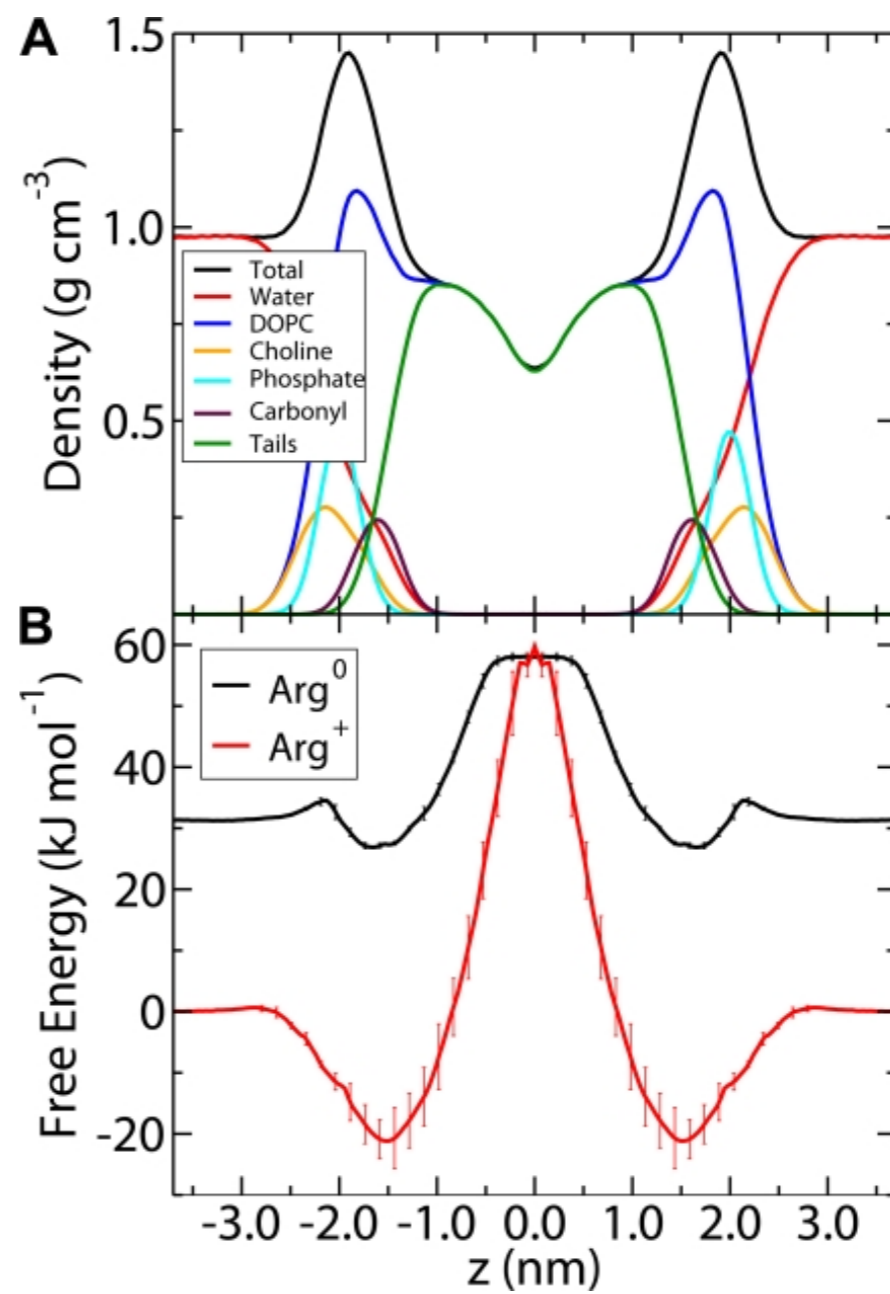 A
1.5
1.0
0.5
Density (g cm⁻³)
Total
Water
DOPC
Choline
Phosphate
Carbonyl
Tails
B
60
40
20
0
-20
Free Energy (kJ mol⁻¹)
Arg⁰
Arg⁺
-3.0 -2.0 -1.0 0.0 1.0 2.0 3.0
z (nm)